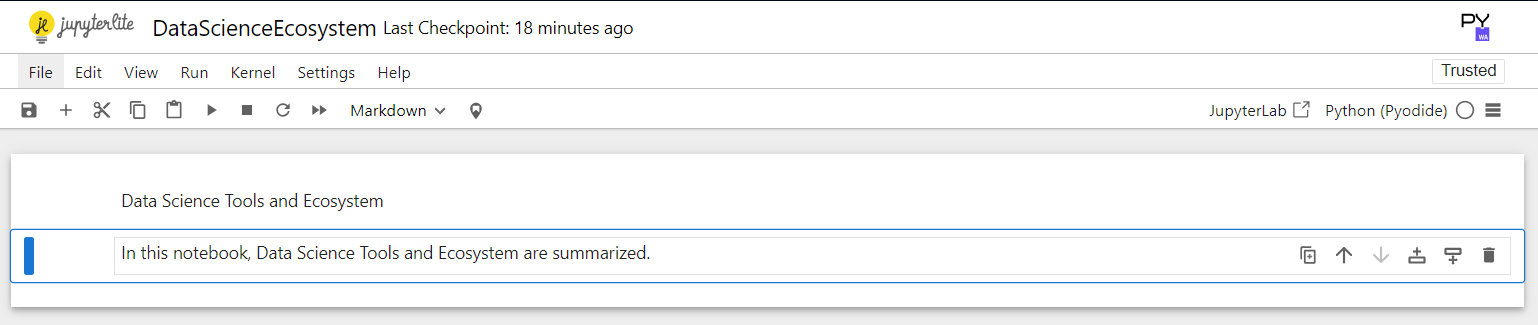 jupyterlite DataScienceEcosystem Last Checkpoint: 18 minutes ago PY WA
File Edit View Run Kernel Settings Help Trusted
Markdown JupyterLab Python (Pyodide)
Data Science Tools and Ecosystem
In this notebook, Data Science Tools and Ecosystem are summarized.